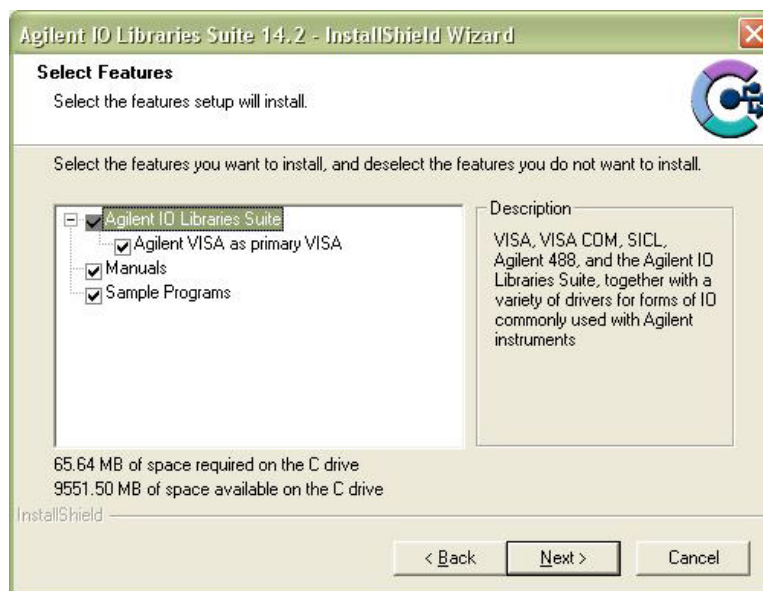 Agilent IO Libraries Suite 14.2 - InstallShield Wizard
Select Features
Select the features setup will install.
Select the features you want to install, and deselect the features you do not want to install.
Agilent IO Libraries Suite
Agilent VISA as primary VISA
Manuals
Sample Programs
Description
VISA, VISA COM, SICL,
Agilent 488, and the Agilent IO
Libraries Suite, together with a
variety of drivers for forms of IO
commonly used with Agilent
instruments
65.64 MB of space required on the C drive
9551.50 MB of space available on the C drive
InstallShield
< Back
Next >
Cancel